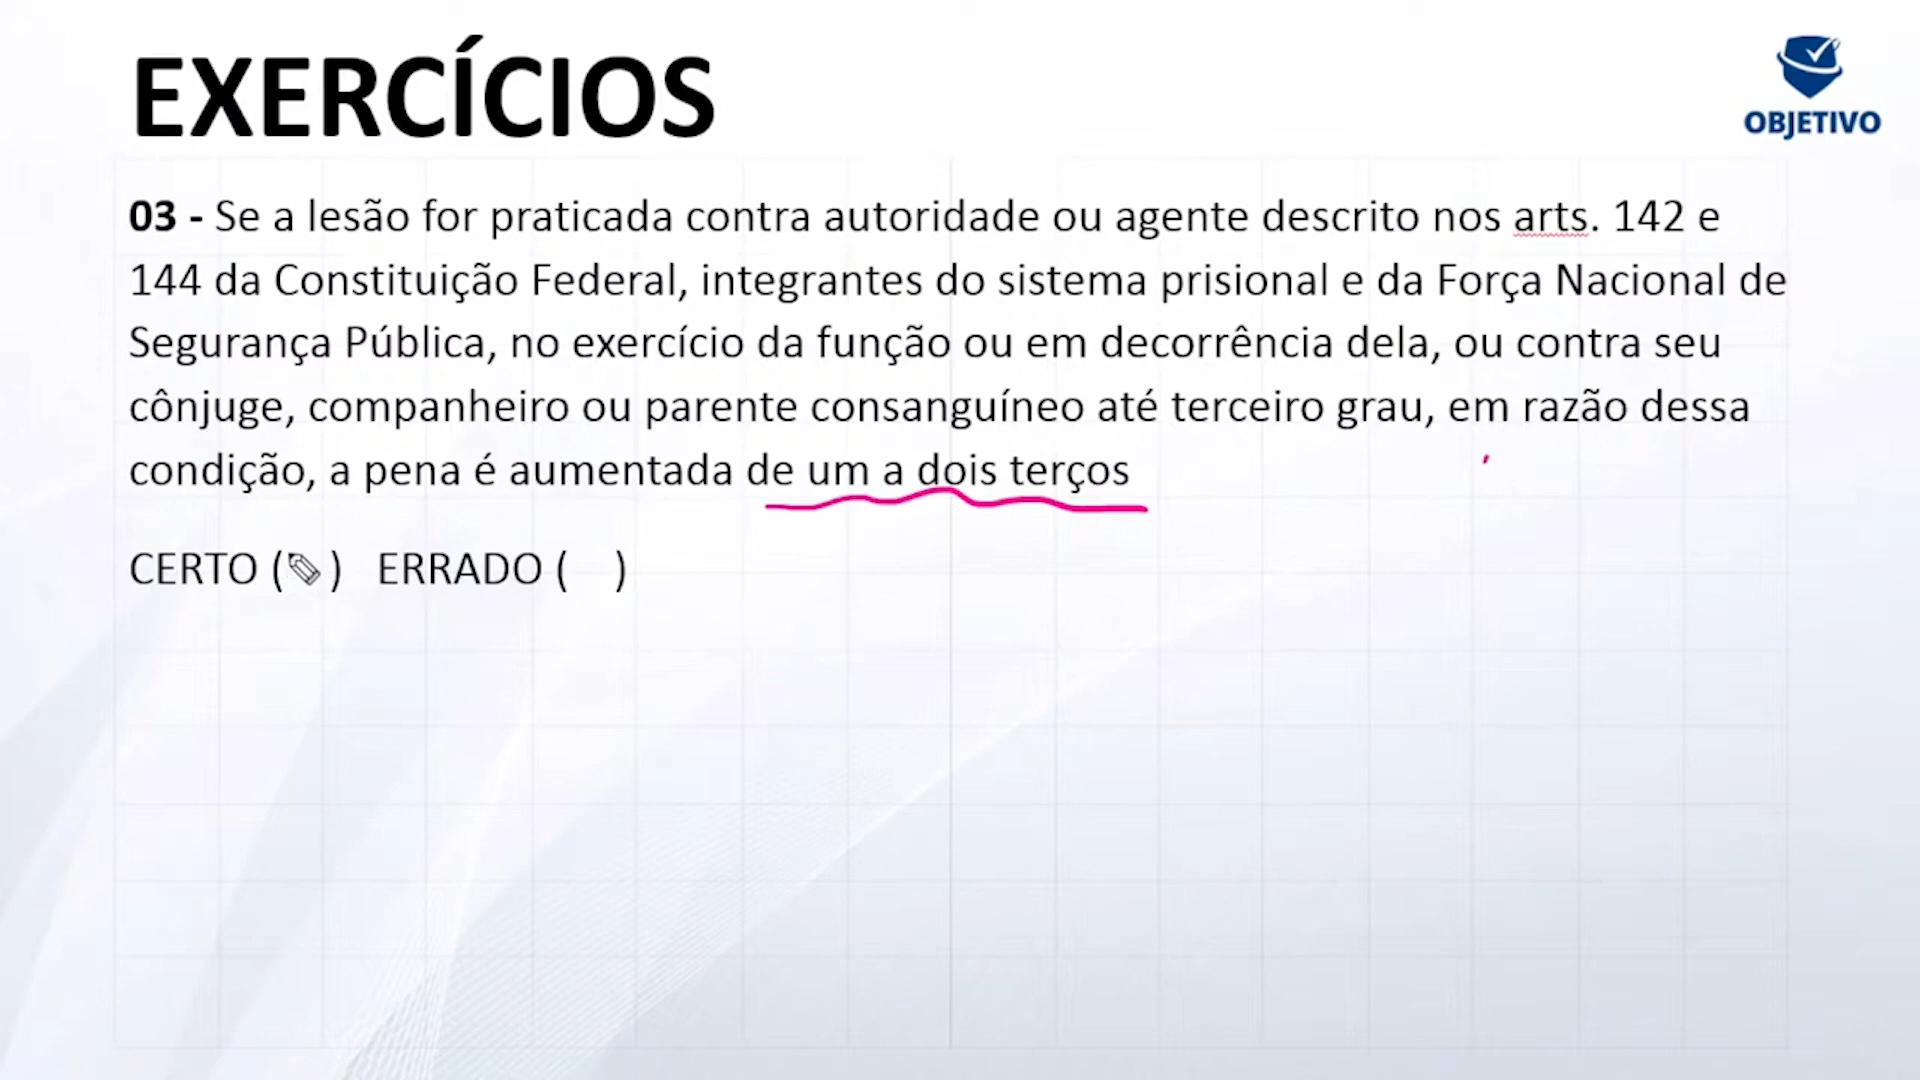 EXERCÍCIOS
OBJETIVO
03 - Se a lesão for praticada contra autoridade ou agente descrito nos arts. 142 e
144 da Constituição Federal, integrantes do sistema prisional e da Força Nacional de
Segurança Pública, no exercício da função ou em decorrência dela, ou contra seu
cônjuge, companheiro ou parente consanguíneo até terceiro grau, em razão dessa
condição, a pena é aumentada de um a dois terços
CERTO ( ) ERRADO ( )